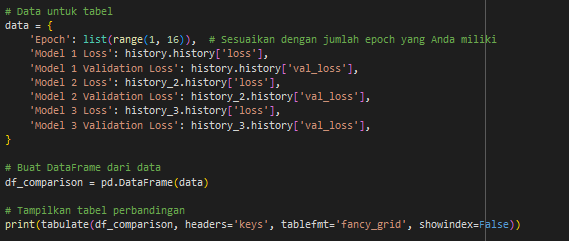 # Data untuk tabel
data = {
    'Epoch': list(range(1, 16)),  # Sesuaikan dengan jumlah epoch yang Anda miliki
    'Model 1 Loss': history.history['loss'],
    'Model 1 Validation Loss': history.history['val_loss'],
    'Model 2 Loss': history_2.history['loss'],
    'Model 2 Validation Loss': history_2.history['val_loss'],
    'Model 3 Loss': history_3.history['loss'],
    'Model 3 Validation Loss': history_3.history['val_loss'],
}
# Buat DataFrame dari data
df_comparison = pd.DataFrame(data)
# Tampilkan tabel perbandingan
print(tabulate(df_comparison, headers='keys', tablefmt='fancy_grid', showindex=False))